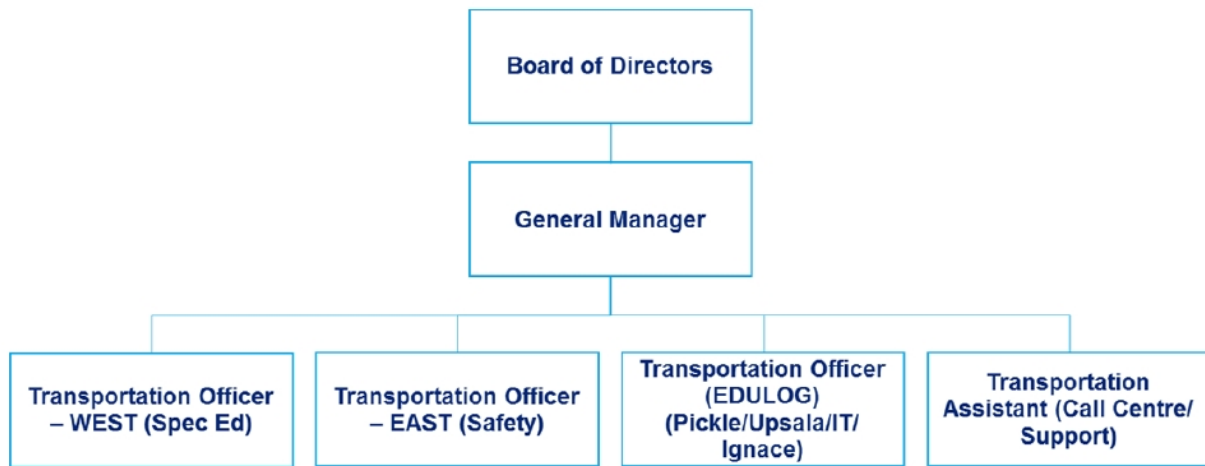 Board of Directors
General Manager
Transportation Officer
– WEST (Spec Ed)
Transportation Officer
– EAST (Safety)
Transportation Officer
(EDULOG)
(Pickle/Upsala/IT/
Ignace)
Transportation
Assistant (Call Centre/
Support)